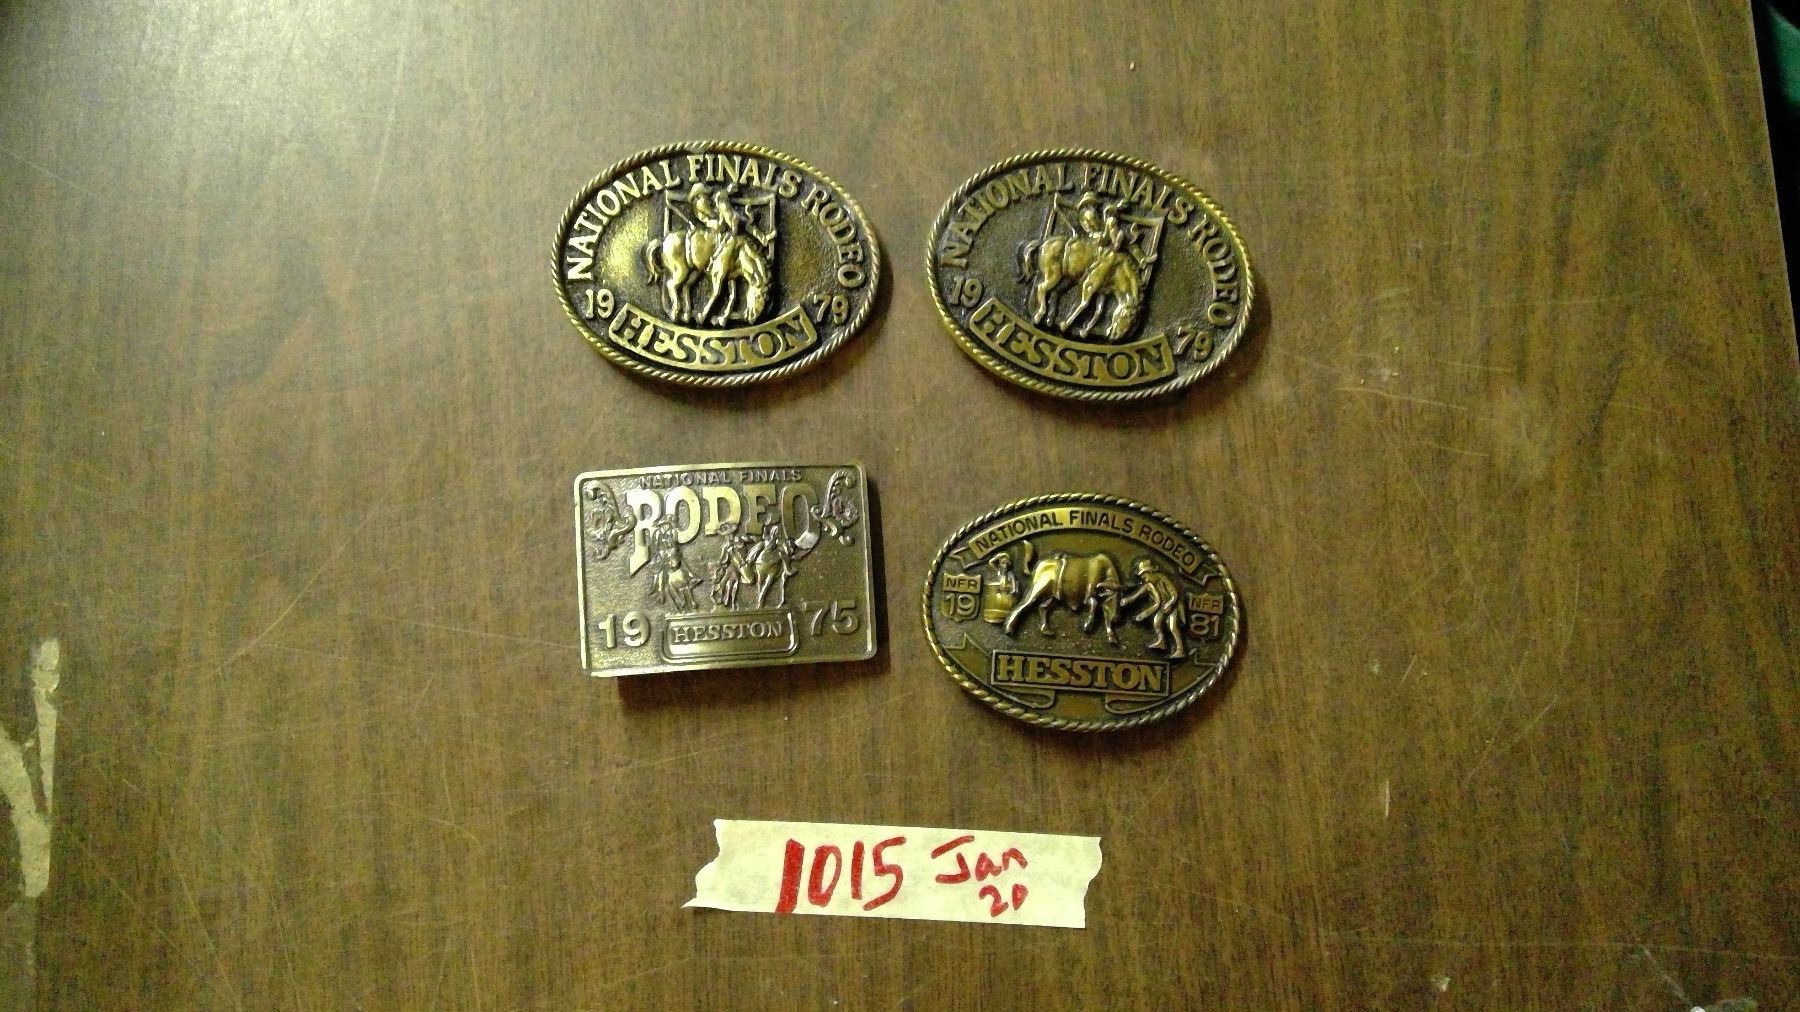 NATIONAL FINALS RODEO
19 79
HESSTON
NATIONAL FINALS RODEO
19 79
HESSTON
NATIONAL FINALS
RODEO
19 75
HESSTON
NATIONAL FINALS RODEO
NFR NFR
19 81
HESSTON
1015 Jan
20